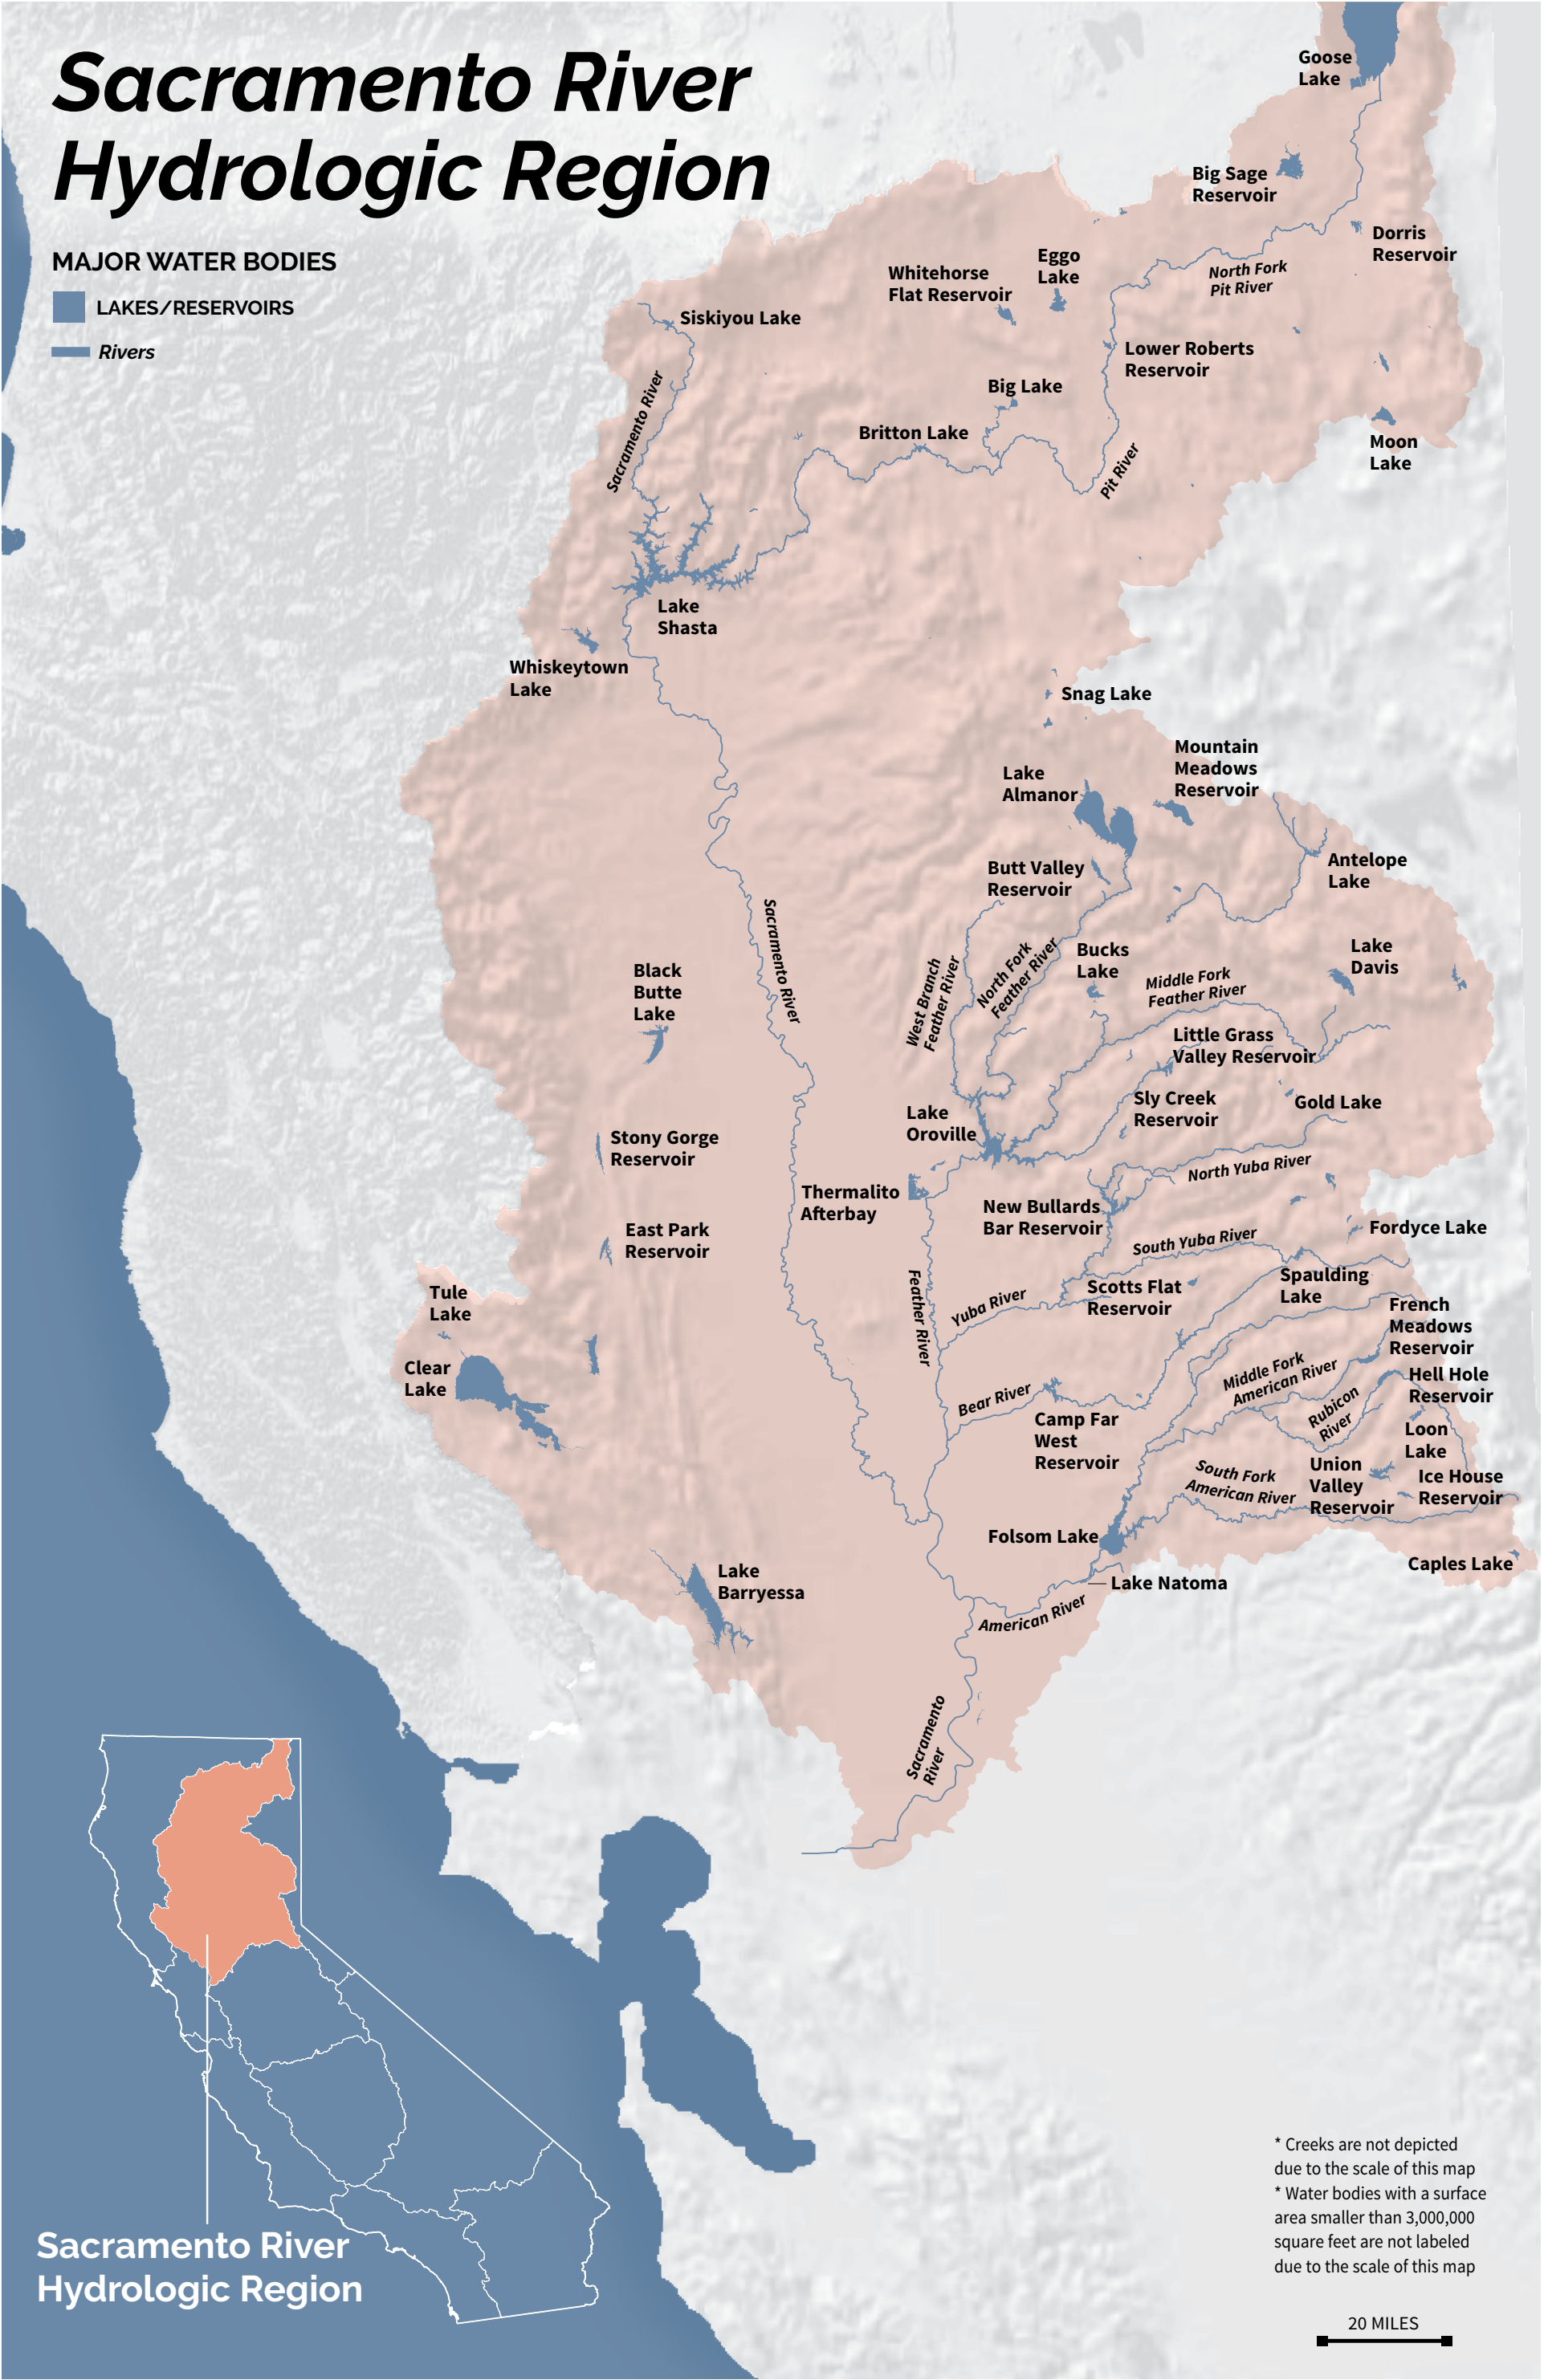 Sacramento River
Hydrologic Region
MAJOR WATER BODIES
LAKES/RESERVOIRS
Rivers
Goose
Lake
Big Sage
Reservoir
Dorris
Reservoir
North Fork
Pit River
Eggo
Lake
Whitehorse
Flat Reservoir
Siskiyou Lake
Lower Roberts
Reservoir
Big Lake
Britton Lake
Moon
Lake
Sacramento River
Pit River
Lake
Shasta
Whiskeytown
Lake
Snag Lake
Mountain
Meadows
Reservoir
Lake
Almanor
Antelope
Lake
Butt Valley
Reservoir
Sacramento River
Bucks
Lake
Lake
Davis
West Branch
Feather River
North Fork
Feather River
Middle Fork
Feather River
Black
Butte
Lake
Little Grass
Valley Reservoir
Sly Creek
Reservoir
Gold Lake
Lake
Oroville
Stony Gorge
Reservoir
North Yuba River
Thermalito
Afterbay
New Bullards
Bar Reservoir
Fordyce Lake
East Park
Reservoir
South Yuba River
Feather River
Yuba River
Scotts Flat
Reservoir
Spaulding
Lake
Tule
Lake
French
Meadows
Reservoir
Clear
Lake
Middle Fork
American River
Hell Hole
Reservoir
Bear River
Rubicon
River
Camp Far
West
Reservoir
Loon
Lake
Union
Valley
Reservoir
Ice House
Reservoir
South Fork
American River
Folsom Lake
Caples Lake
Lake
Barryessa
Lake Natoma
American River
Sacramento
River
Sacramento River
Hydrologic Region
* Creeks are not depicted
due to the scale of this map
* Water bodies with a surface
area smaller than 3,000,000
square feet are not labeled
due to the scale of this map
20 MILES